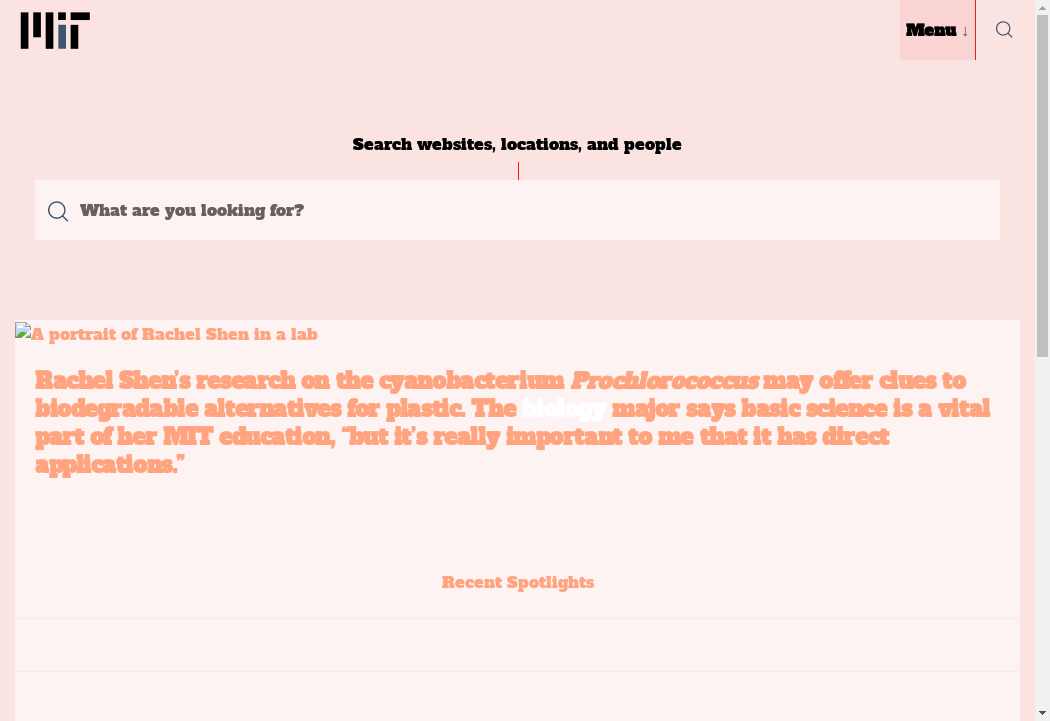 MIT
Menu ↓
Search websites, locations, and people
What are you looking for?
A portrait of Rachel Shen in a lab
Rachel Shen’s research on the cyanobacterium Prochlorococcus may offer clues to
biodegradable alternatives for plastic. The biology major says basic science is a vital
part of her MIT education, “but it’s really important to me that it has direct
applications.”
Recent Spotlights